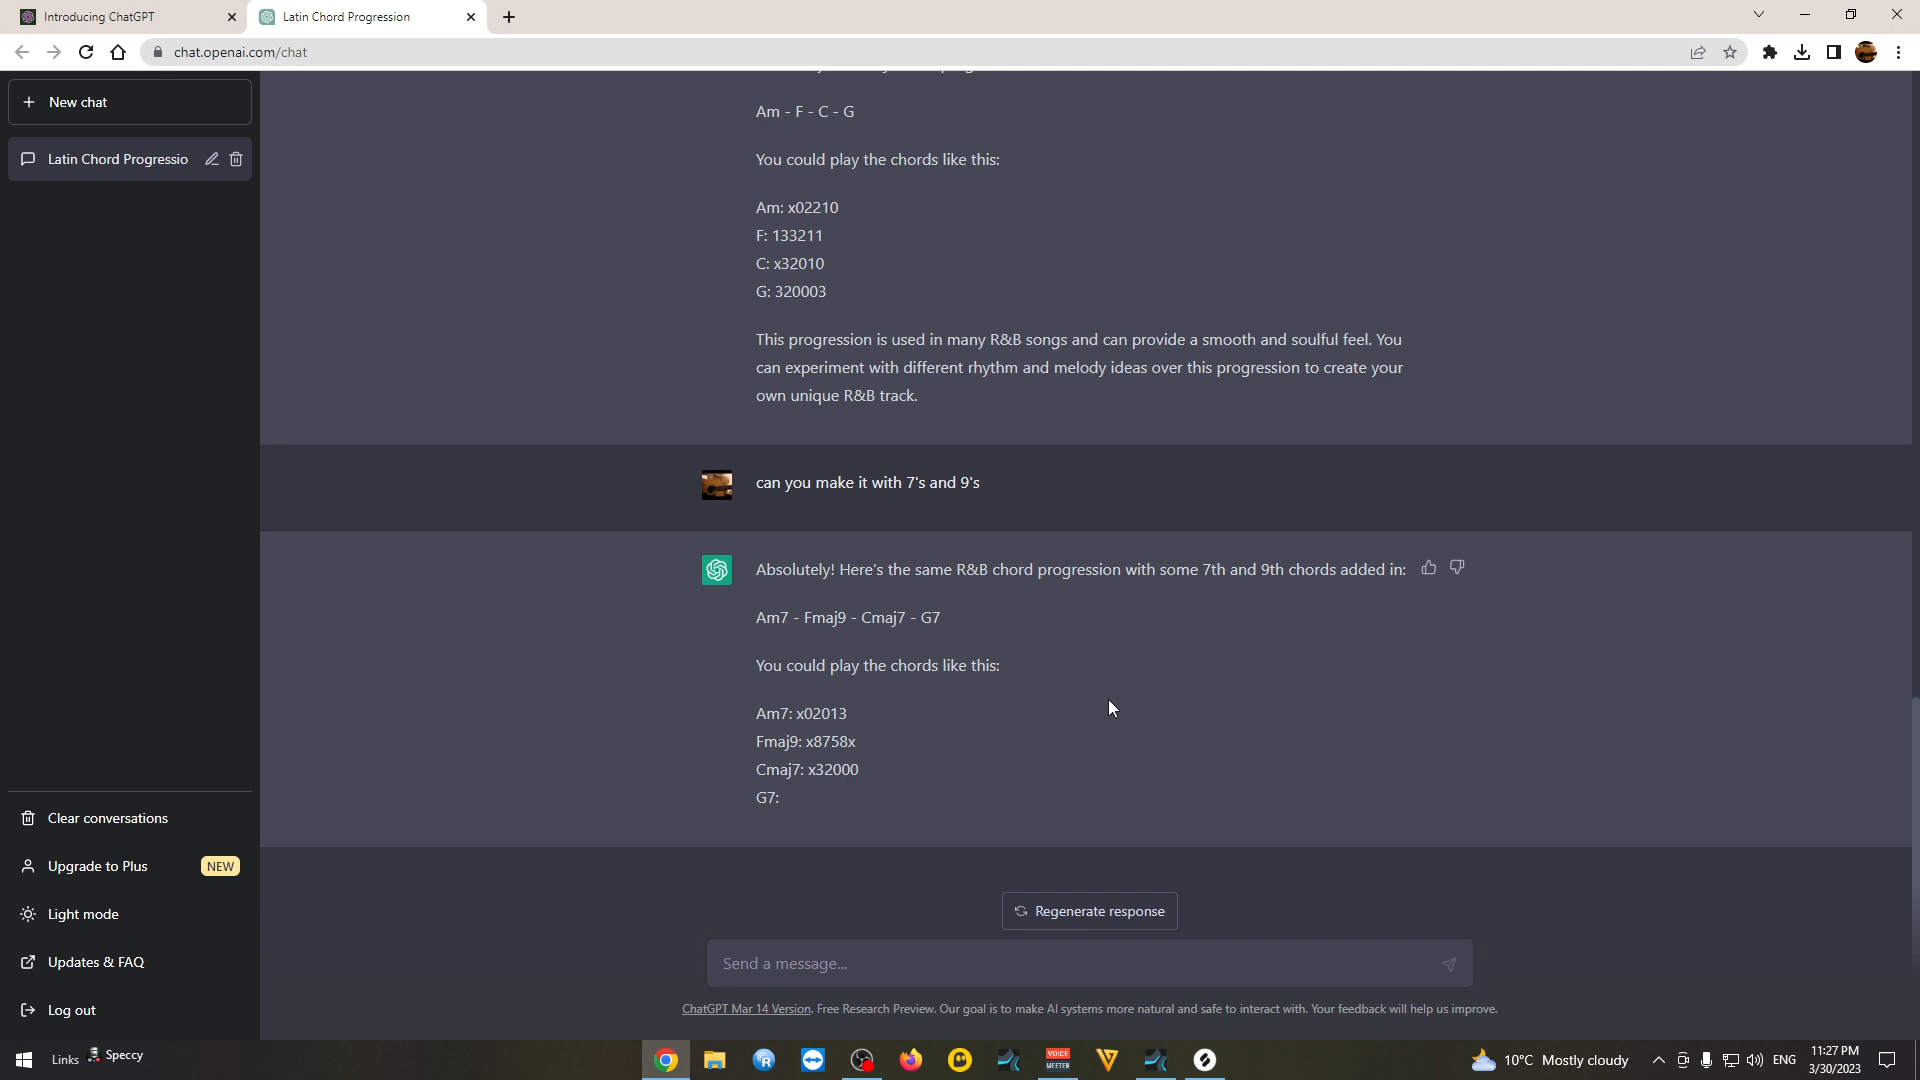 Introducing ChatGPT
Latin Chord Progression
chat.openai.com/chat
New chat
Latin Chord Progressio
Am - F - C - G
You could play the chords like this:
Am: x02210
F: 133211
C: x32010
G: 320003
This progression is used in many R&B songs and can provide a smooth and soulful feel. You
can experiment with different rhythm and melody ideas over this progression to create your
own unique R&B track.
can you make it with 7's and 9's
Absolutely! Here's the same R&B chord progression with some 7th and 9th chords added in:
Am7 - Fmaj9 - Cmaj7 - G7
You could play the chords like this:
Am7: x02013
Fmaj9: x8758x
Cmaj7: x32000
G7:
Clear conversations
Upgrade to Plus NEW
Light mode
Updates & FAQ
Log out
Regenerate response
Send a message...
ChatGPT Mar 14 Version. Free Research Preview. Our goal is to make AI systems more natural and safe to interact with. Your feedback will help us improve.
Links Speccy
VOICE
MEETER
10°C Mostly cloudy
ENG
11:27 PM
3/30/2023